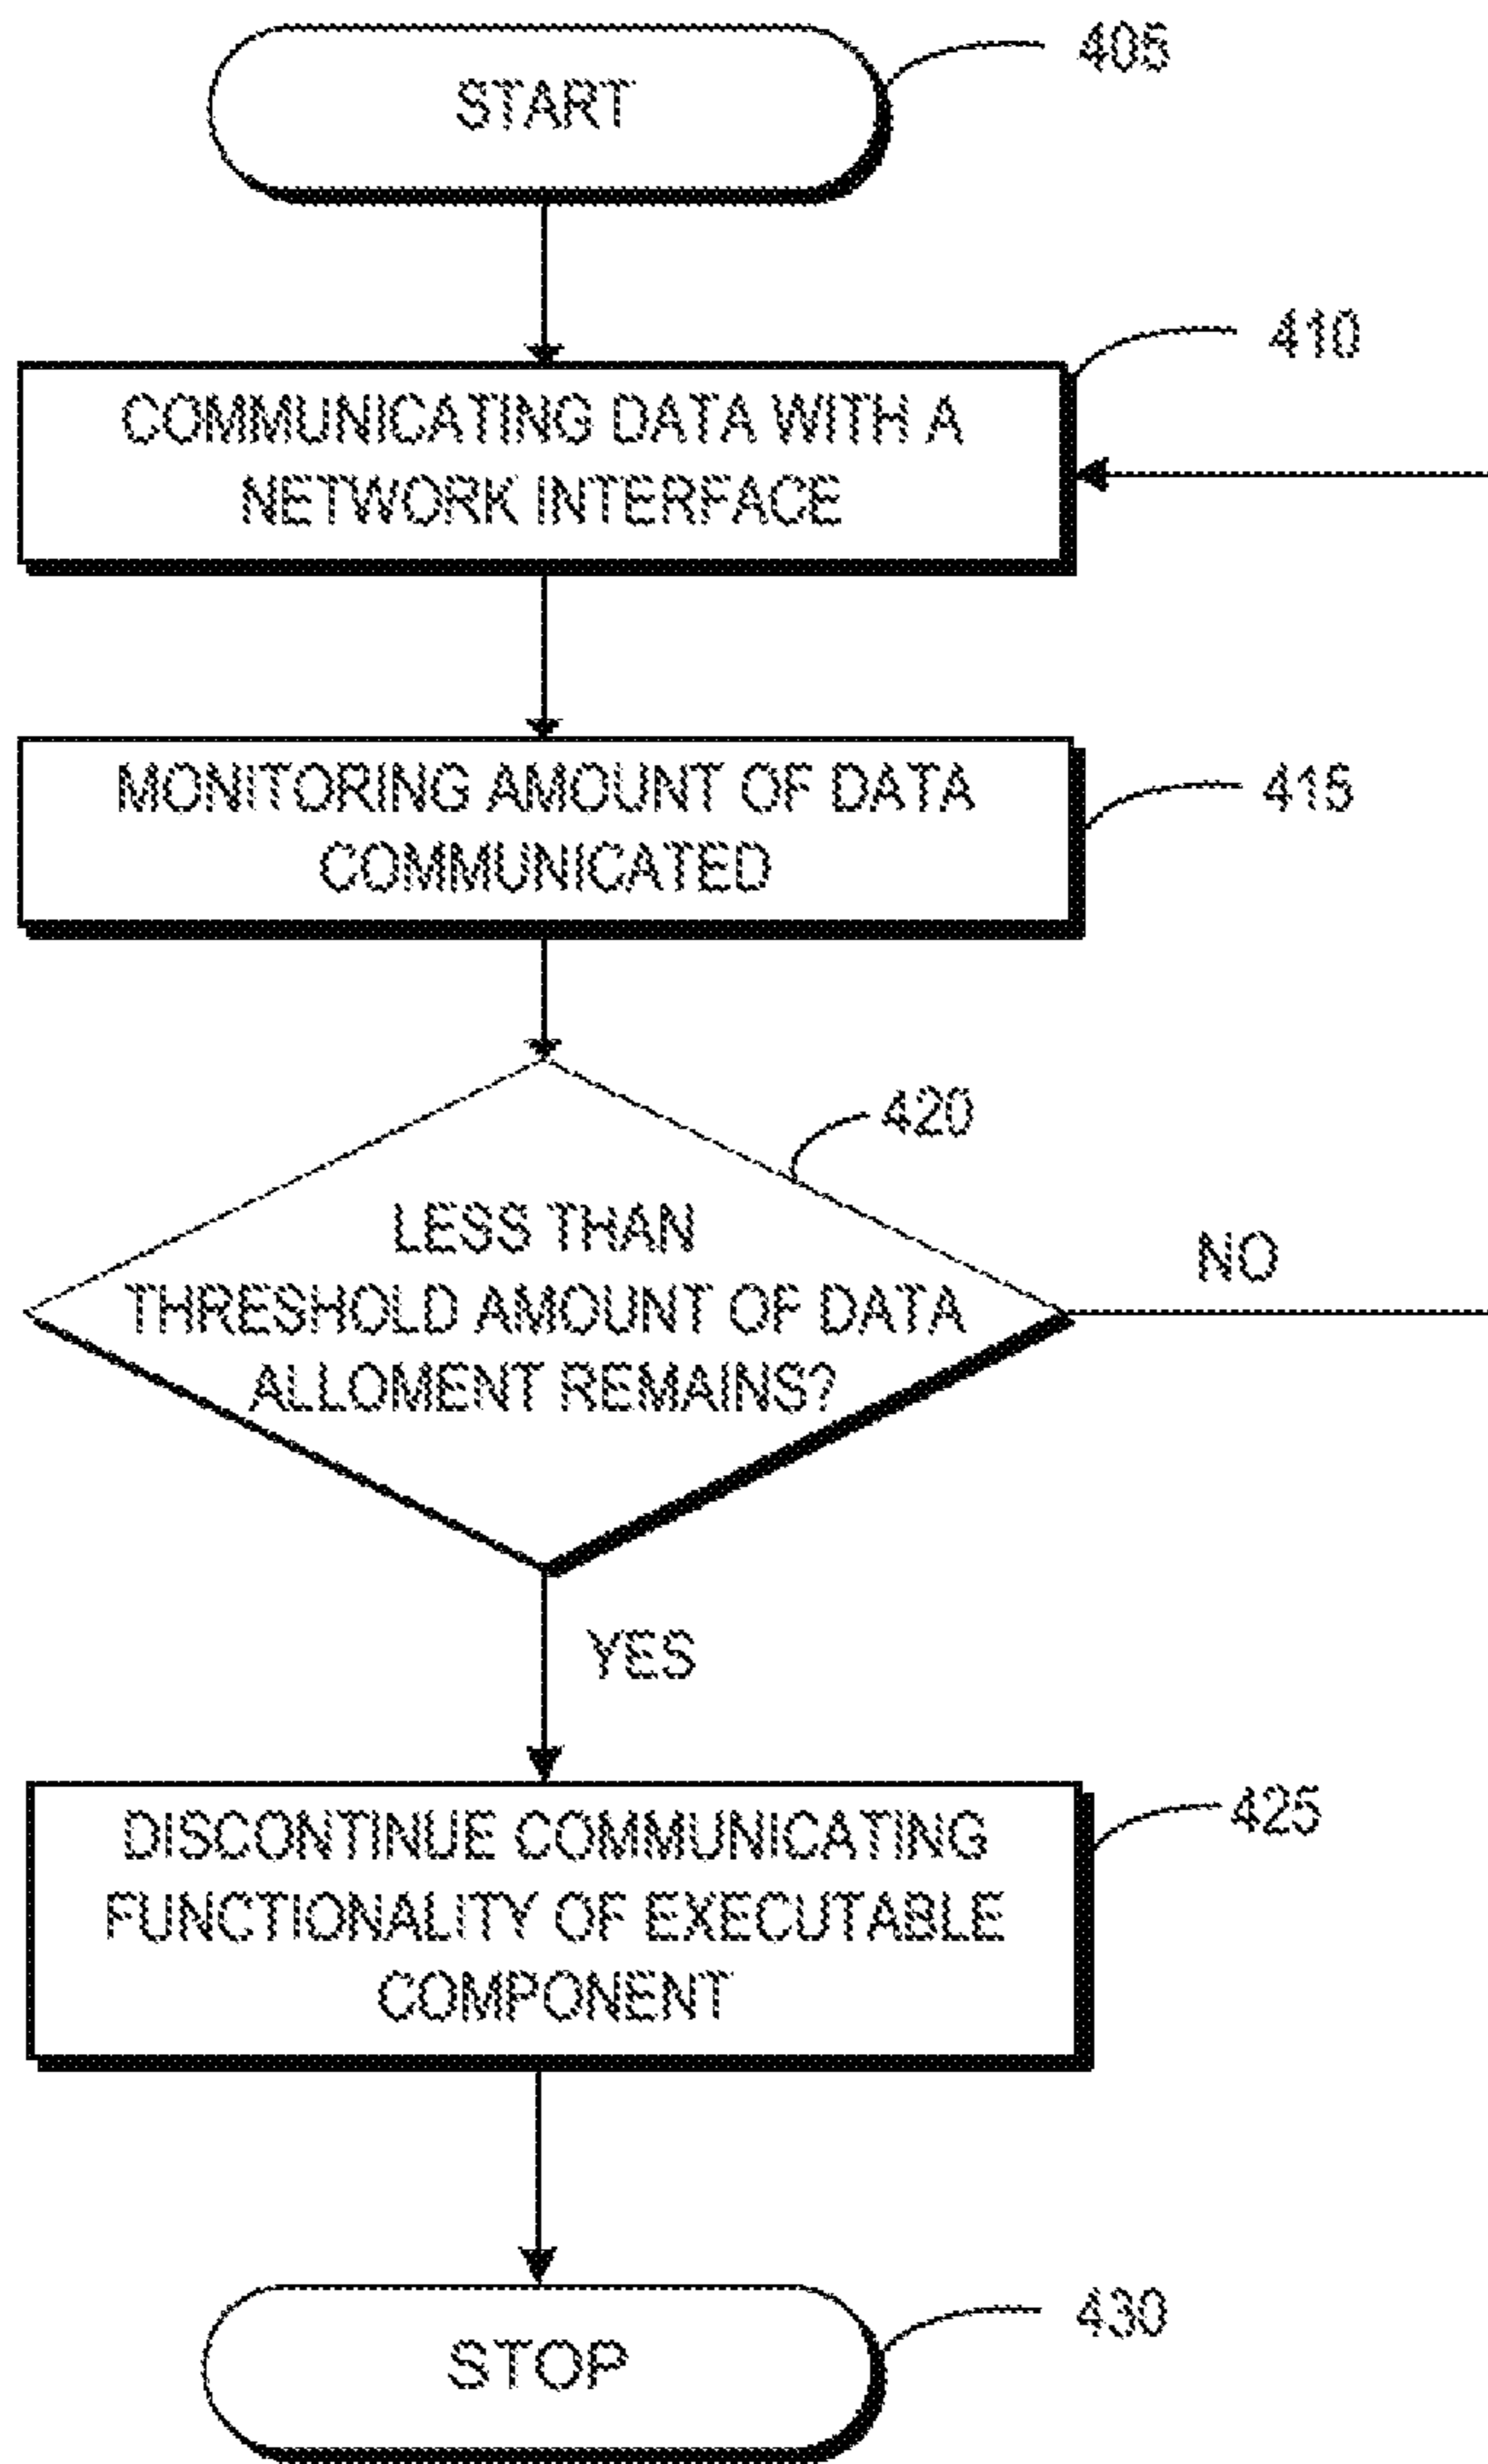 START
405
410
COMMUNICATING DATA WITH A
NETWORK INTERFACE
MONITORING AMOUNT OF DATA
COMMUNICATED
415
420
LESS THAN
THRESHOLD AMOUNT OF DATA
ALLOMENT REMAINS?
NO
YES
DISCONTINUE COMMUNICATING
FUNCTIONALITY OF EXECUTABLE
COMPONENT
425
STOP
430